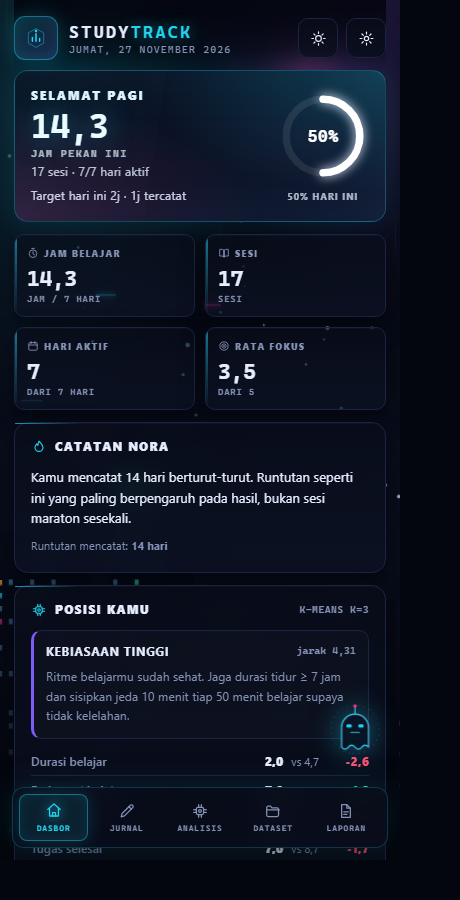 STUDYTRACK
JUMAT, 27 NOVEMBER 2026
SELAMAT PAGI
14,3
JAM PEKAN INI
17 sesi · 7/7 hari aktif
Target hari ini 2j · 1j tercatat
50%
50% HARI INI
JAM BELAJAR
14,3
JAM / 7 HARI
SESI
17
SESI
HARI AKTIF
7
DARI 7 HARI
RATA FOKUS
3,5
DARI 5
CATATAN NORA
Kamu mencatat 14 hari berturut-turut. Runtutan seperti
ini yang paling berpengaruh pada hasil, bukan sesi
maraton sesekali.
Runtutan mencatat: 14 hari
POSISI KAMU
K-MEANS K=3
KEBIASAAN TINGGI
jarak 4,31
Ritme belajarmu sudah sehat. Jaga durasi tidur ≥ 7 jam
dan sisipkan jeda 10 menit tiap 50 menit belajar supaya
tidak kelelahan.
Durasi belajar 2,0 vs 4,7 -2,6
DASBOR
JURNAL
ANALISIS
DATASET
LAPORAN
Tugas selesai